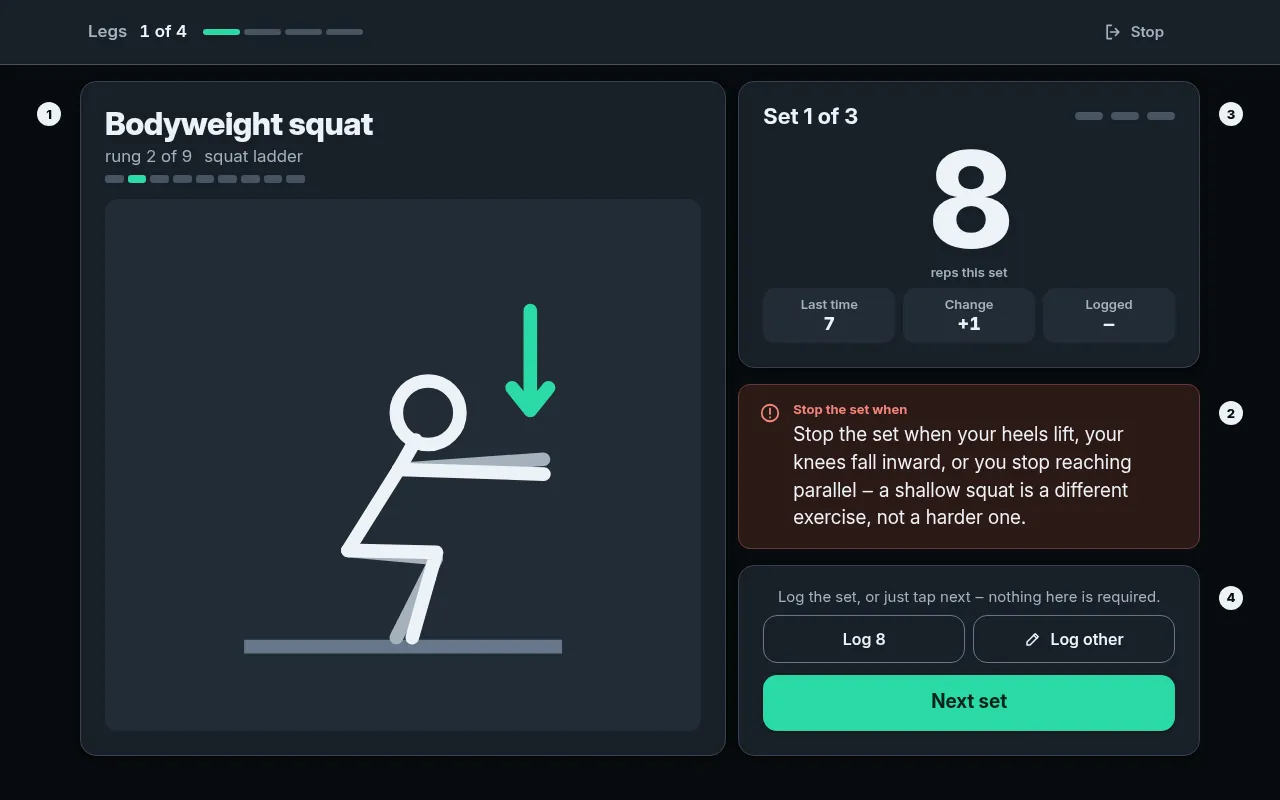 Legs 1 of 4
Stop
1
Bodyweight squat
rung 2 of 9 squat ladder
Set 1 of 3
3
8
reps this set
Last time
7
Change
+1
Logged
–
Stop the set when
2
Stop the set when your heels lift, your
knees fall inward, or you stop reaching
parallel – a shallow squat is a different
exercise, not a harder one.
Log the set, or just tap next – nothing here is required.
4
Log 8
Log other
Next set